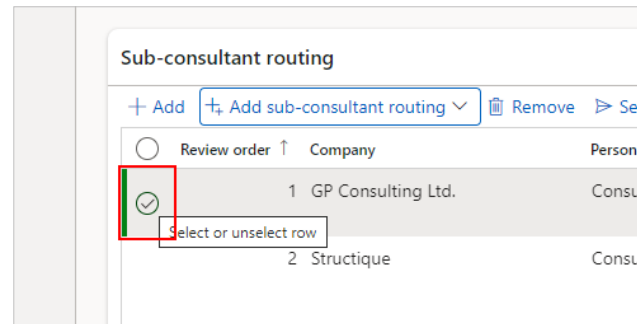 Sub-consultant routing
Add Add sub-consultant routing Remove Se
Review order ↑ Company Person
1 GP Consulting Ltd. Consu
Select or unselect row
2 Structique Consu